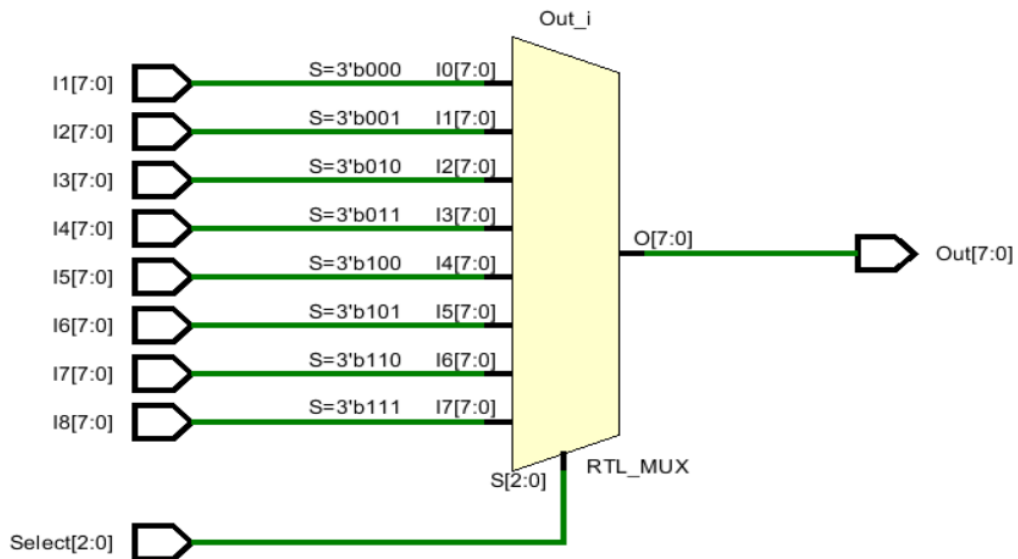 Out_i
I1[7:0] S=3'b000 I0[7:0]
I2[7:0] S=3'b001 I1[7:0]
I3[7:0] S=3'b010 I2[7:0]
I4[7:0] S=3'b011 I3[7:0]
O[7:0] Out[7:0]
I5[7:0] S=3'b100 I4[7:0]
I6[7:0] S=3'b101 I5[7:0]
I7[7:0] S=3'b110 I6[7:0]
I8[7:0] S=3'b111 I7[7:0]
S[2:0] RTL_MUX
Select[2:0]